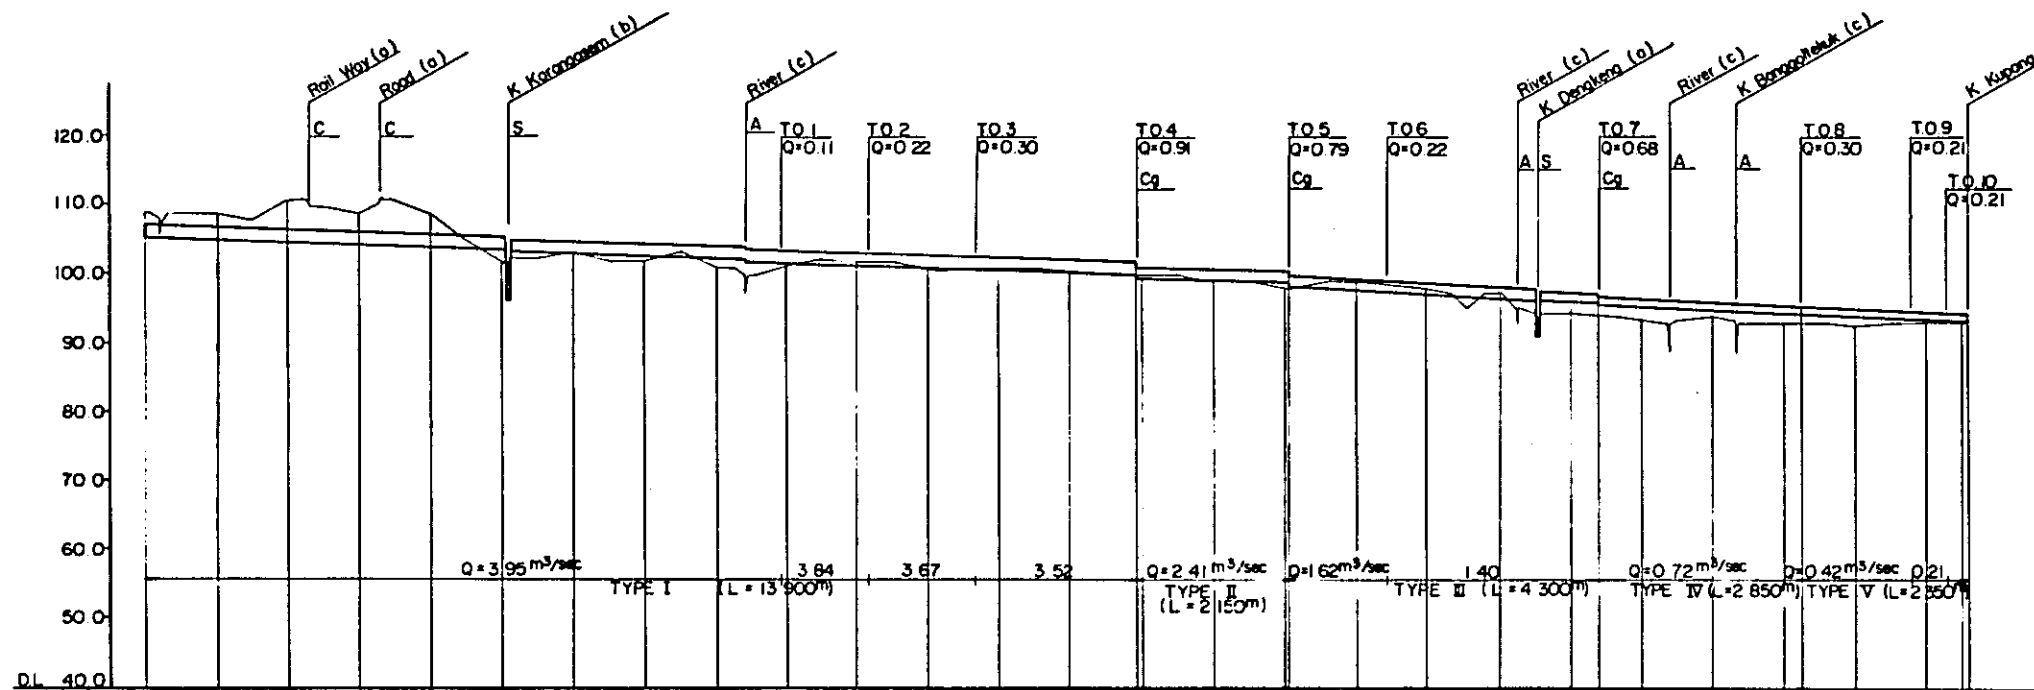 Rail Way (a)
Road (a)
K Karangasem (b)
River (c)
River (c)
K Dengkeng (a)
River (c)
K Banggoltekuk (c)
K Kupang
C
C
S
A
A
S
A
A
T.O.1
Q=0.11
T.O.2
Q=0.22
T.O.3
Q=0.30
T.O.4
Q=0.91
Cg
T.O.5
Q=0.79
Cg
T.O.6
Q=0.22
T.O.7
Q=0.68
Cg
T.O.8
Q=0.30
T.O.9
Q=0.21
T.O.10
Q=0.21
120.0
110.0
100.0
90.0
80.0
70.0
60.0
50.0
D.L 40.0
Q=3.95 m³/sec
3.84
3.67
3.52
Q=2.41 m³/sec
Q=1.62 m³/sec
1.40
Q=0.72 m³/sec
Q=0.42 m³/sec
0.21
TYPE I (L=13 900m)
TYPE II
(L=2 150m)
TYPE III (L=4 300m)
TYPE IV (L=2 850m)
TYPE V